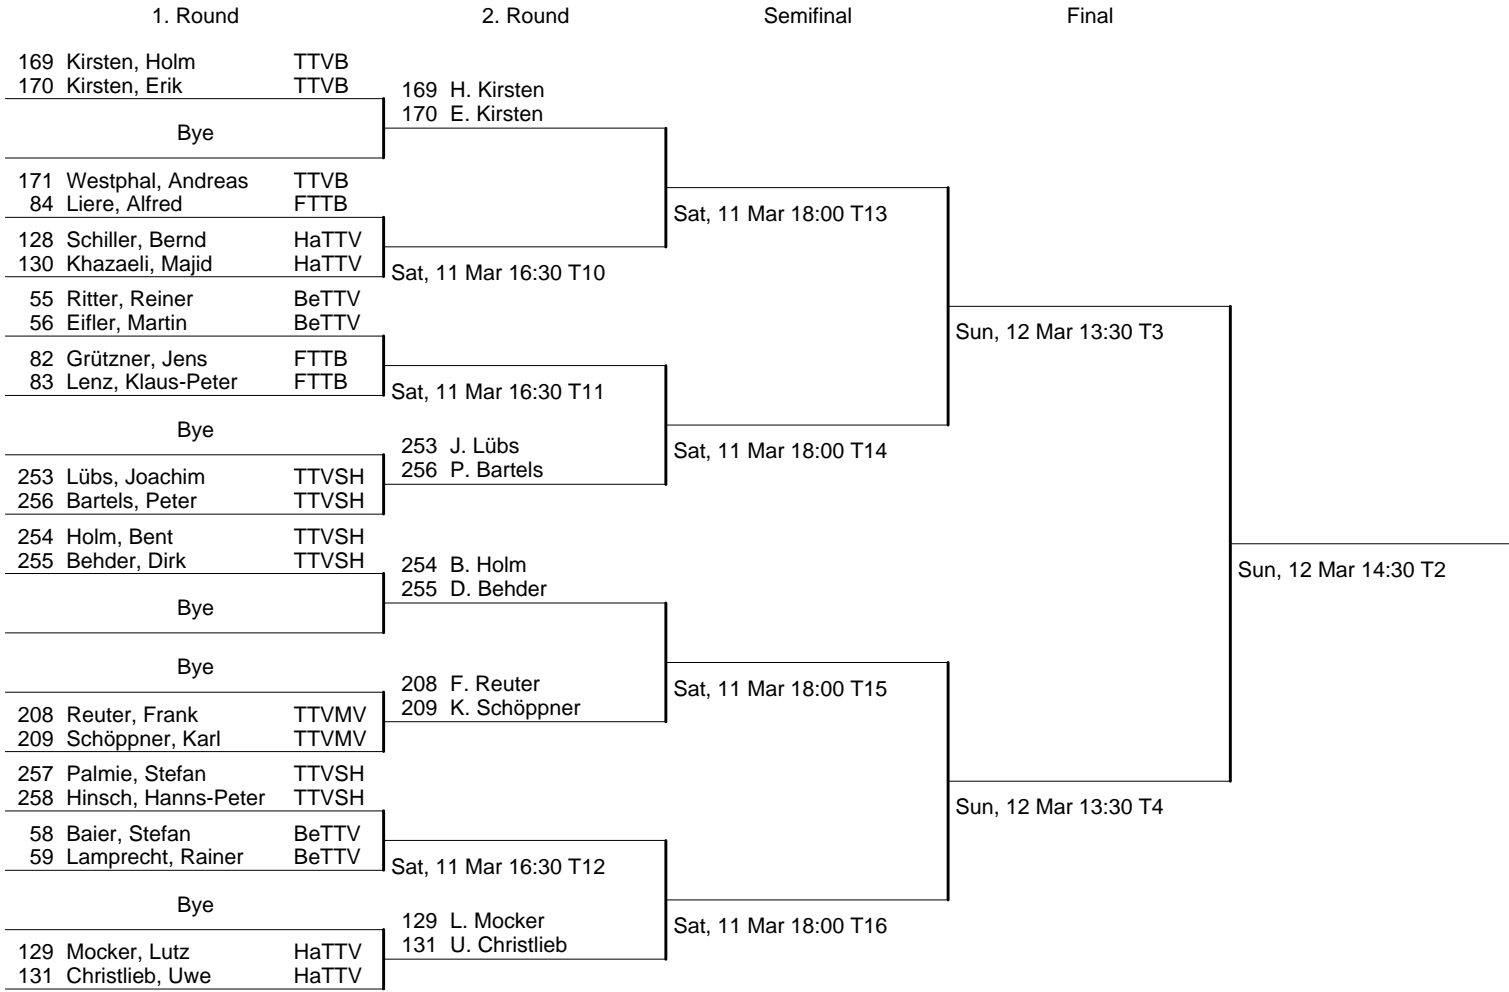 1. Round 2. Round Semifinal Final
169 Kirsten, Holm TTVB
170 Kirsten, Erik TTVB
169 H. Kirsten
170 E. Kirsten
Bye
171 Westphal, Andreas TTVB
84 Liere, Alfred FTTB
Sat, 11 Mar 18:00 T13
128 Schiller, Bernd HaTTV
130 Khazaeli, Majid HaTTV
Sat, 11 Mar 16:30 T10
55 Ritter, Reiner BeTTV
56 Eifler, Martin BeTTV
Sun, 12 Mar 13:30 T3
82 Grützner, Jens FTTB
83 Lenz, Klaus-Peter FTTB
Sat, 11 Mar 16:30 T11
Bye
253 J. Lübs
256 P. Bartels
Sat, 11 Mar 18:00 T14
253 Lübs, Joachim TTVSH
256 Bartels, Peter TTVSH
254 Holm, Bent TTVSH
255 Behder, Dirk TTVSH
254 B. Holm
255 D. Behder
Sun, 12 Mar 14:30 T2
Bye
Bye
208 F. Reuter
209 K. Schöppner
Sat, 11 Mar 18:00 T15
208 Reuter, Frank TTVMV
209 Schöppner, Karl TTVMV
257 Palmie, Stefan TTVSH
258 Hinsch, Hanns-Peter TTVSH
Sun, 12 Mar 13:30 T4
58 Baier, Stefan BeTTV
59 Lamprecht, Rainer BeTTV
Sat, 11 Mar 16:30 T12
Bye
129 L. Mocker
131 U. Christlieb
Sat, 11 Mar 18:00 T16
129 Mocker, Lutz HaTTV
131 Christlieb, Uwe HaTTV